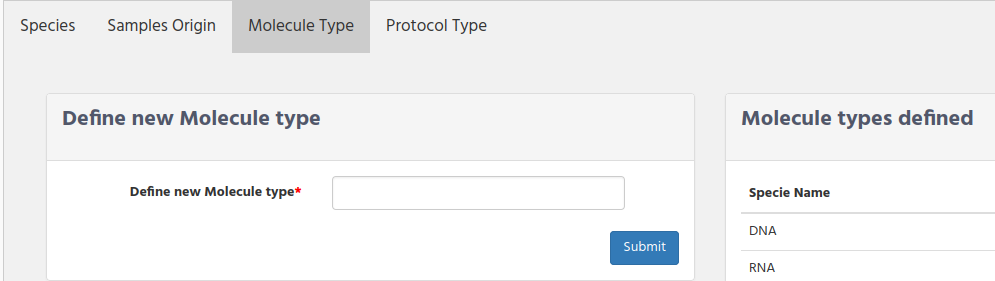 Species Samples Origin Molecule Type Protocol Type
Define new Molecule type
Define new Molecule type*
Submit
Molecule types defined
Specie Name
DNA
RNA